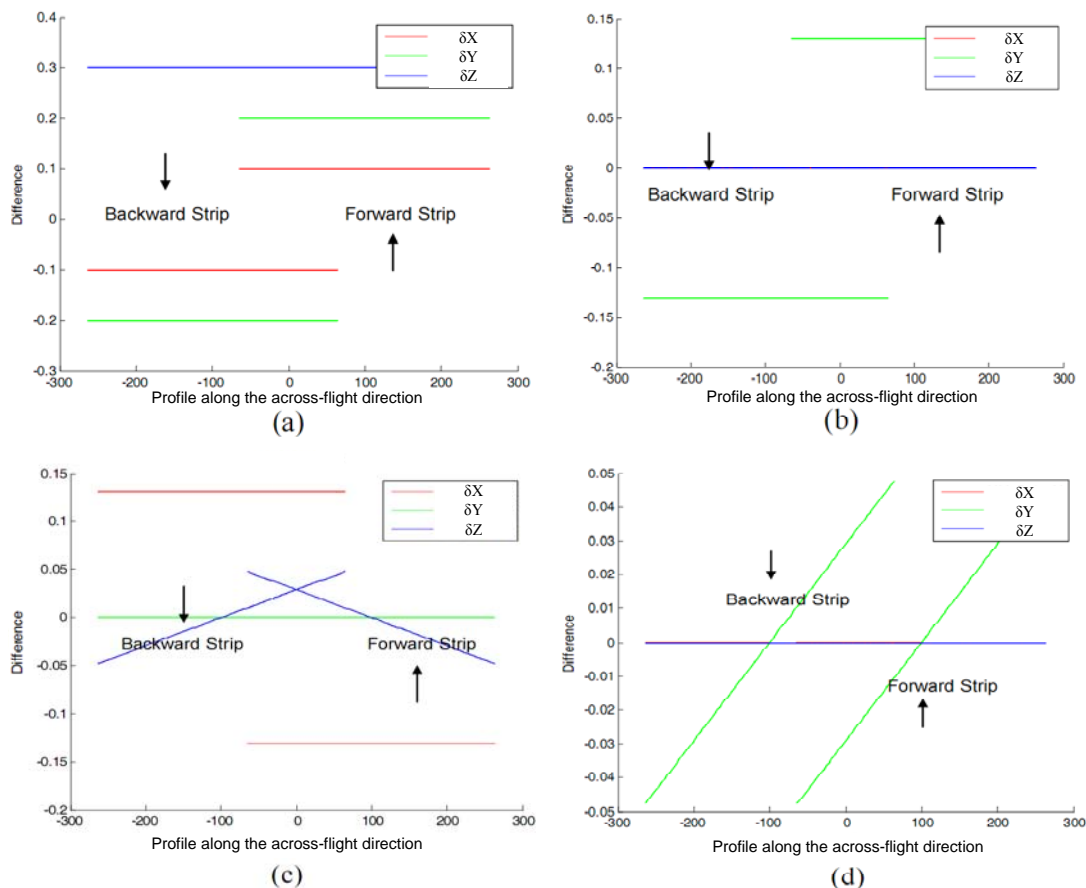 0.4
0.3
0.2
0.1
0
-0.1
-0.2
-0.3
Difference
δX
δY
δZ
Backward Strip
Forward Strip
-300 -200 -100 0 100 200 300
Profile along the across-flight direction
(a)
0.15
0.1
0.05
0
-0.05
-0.1
-0.15
-0.2
Difference
δX
δY
δZ
Backward Strip
Forward Strip
-300 -200 -100 0 100 200 300
Profile along the across-flight direction
(b)
0.15
0.1
0.05
0
-0.05
-0.1
-0.15
-0.2
Difference
δX
δY
δZ
Backward Strip
Forward Strip
-300 -200 -100 0 100 200 300
Profile along the across-flight direction
(c)
0.05
0.04
0.03
0.02
0.01
0
-0.01
-0.02
-0.03
-0.04
-0.05
Difference
δX
δY
δZ
Backward Strip
Forward Strip
-300 -200 -100 0 100 200 300
Profile along the across-flight direction
(d)